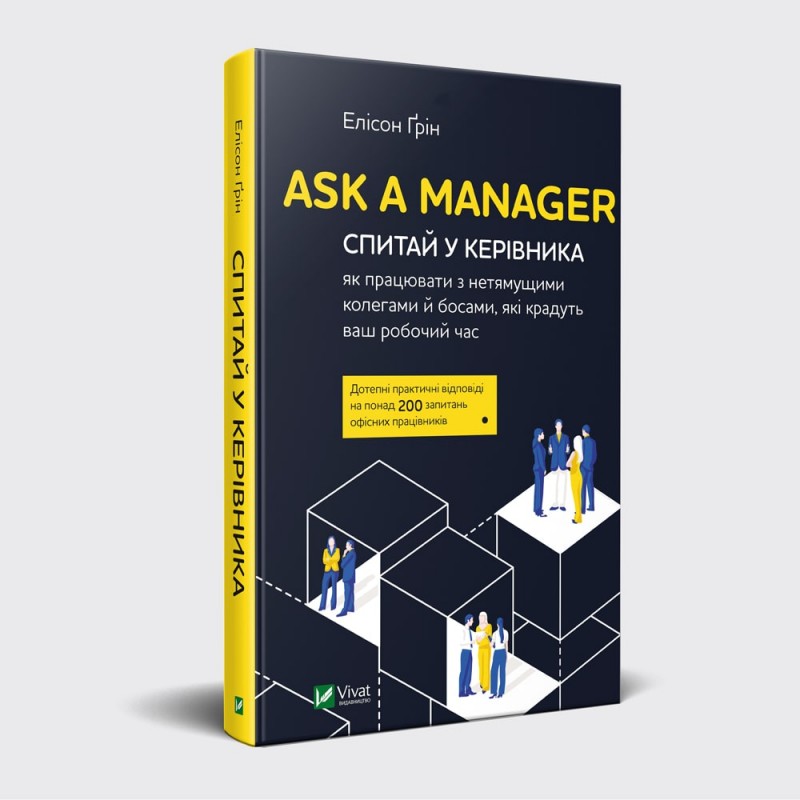 Елісон Ґрін
СПИТАЙ У КЕРІВНИКА
Елісон Ґрін
ASK A MANAGER
СПИТАЙ У КЕРІВНИКА
як працювати з нетямущими
колегами й босами, які крадуть
ваш робочий час
Дотепні практичні відповіді
на понад 200 запитань
офісних працівників
Vivat
ВИДАВНИЦТВО